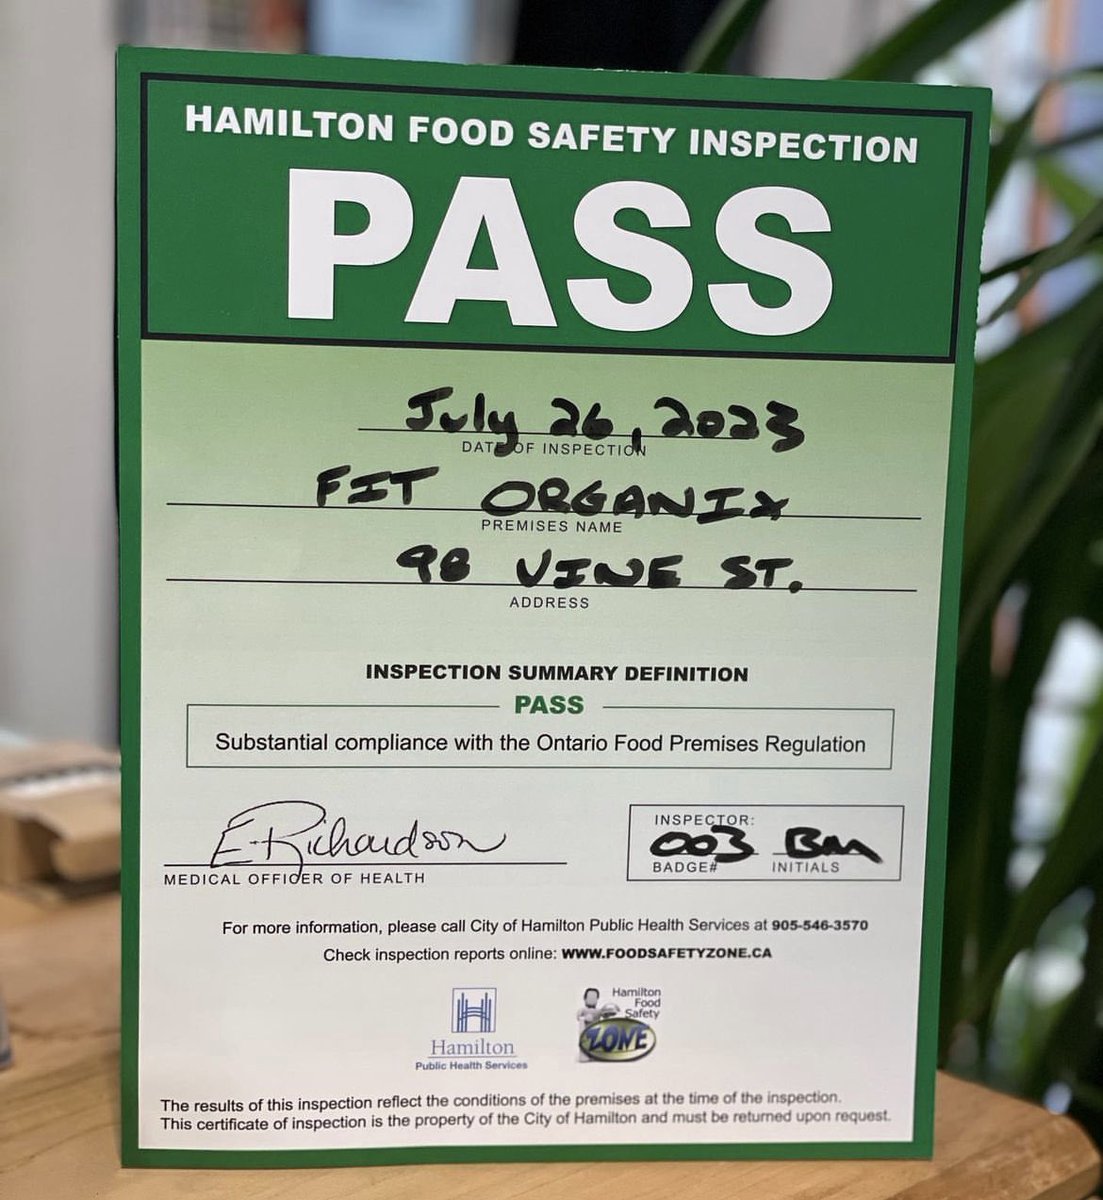 HAMILTON FOOD SAFETY INSPECTION
PASS
July 26, 2023
DATE OF INSPECTION
FIT ORGANIX
PREMISES NAME
98 VINE ST.
ADDRESS
INSPECTION SUMMARY DEFINITION
PASS
Substantial compliance with the Ontario Food Premises Regulation
E. Richardson
MEDICAL OFFICER OF HEALTH
INSPECTOR:
003 BM
BADGE# INITIALS
For more information, please call City of Hamilton Public Health Services at 905-546-3570
Check inspection reports online: WWW.FOODSAFETYZONE.CA
Hamilton
Public Health Services
Hamilton
Food
Safety
ZONE
The results of this inspection reflect the conditions of the premises at the time of the inspection.
This certificate of inspection is the property of the City of Hamilton and must be returned upon request.